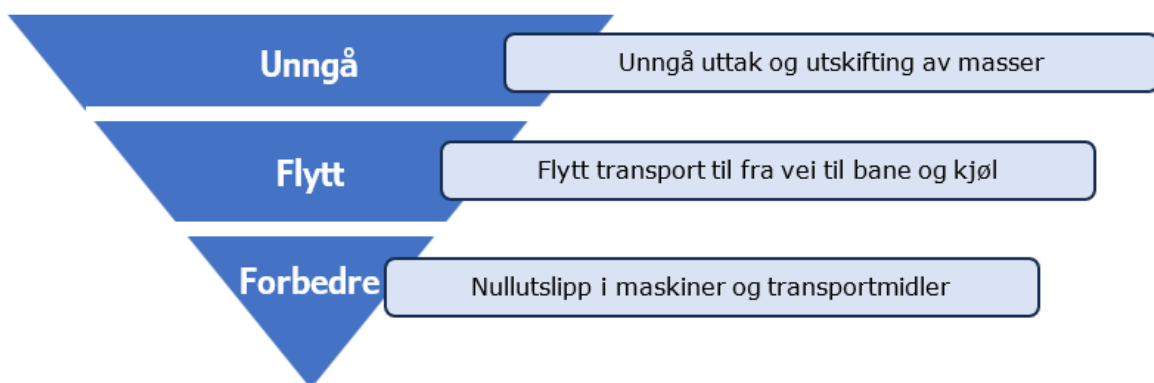 Unngå
Unngå uttak og utskifting av masser
Flytt
Flytt transport til fra vei til bane og kjøl
Forbedre
Nullutslipp i maskiner og transportmidler